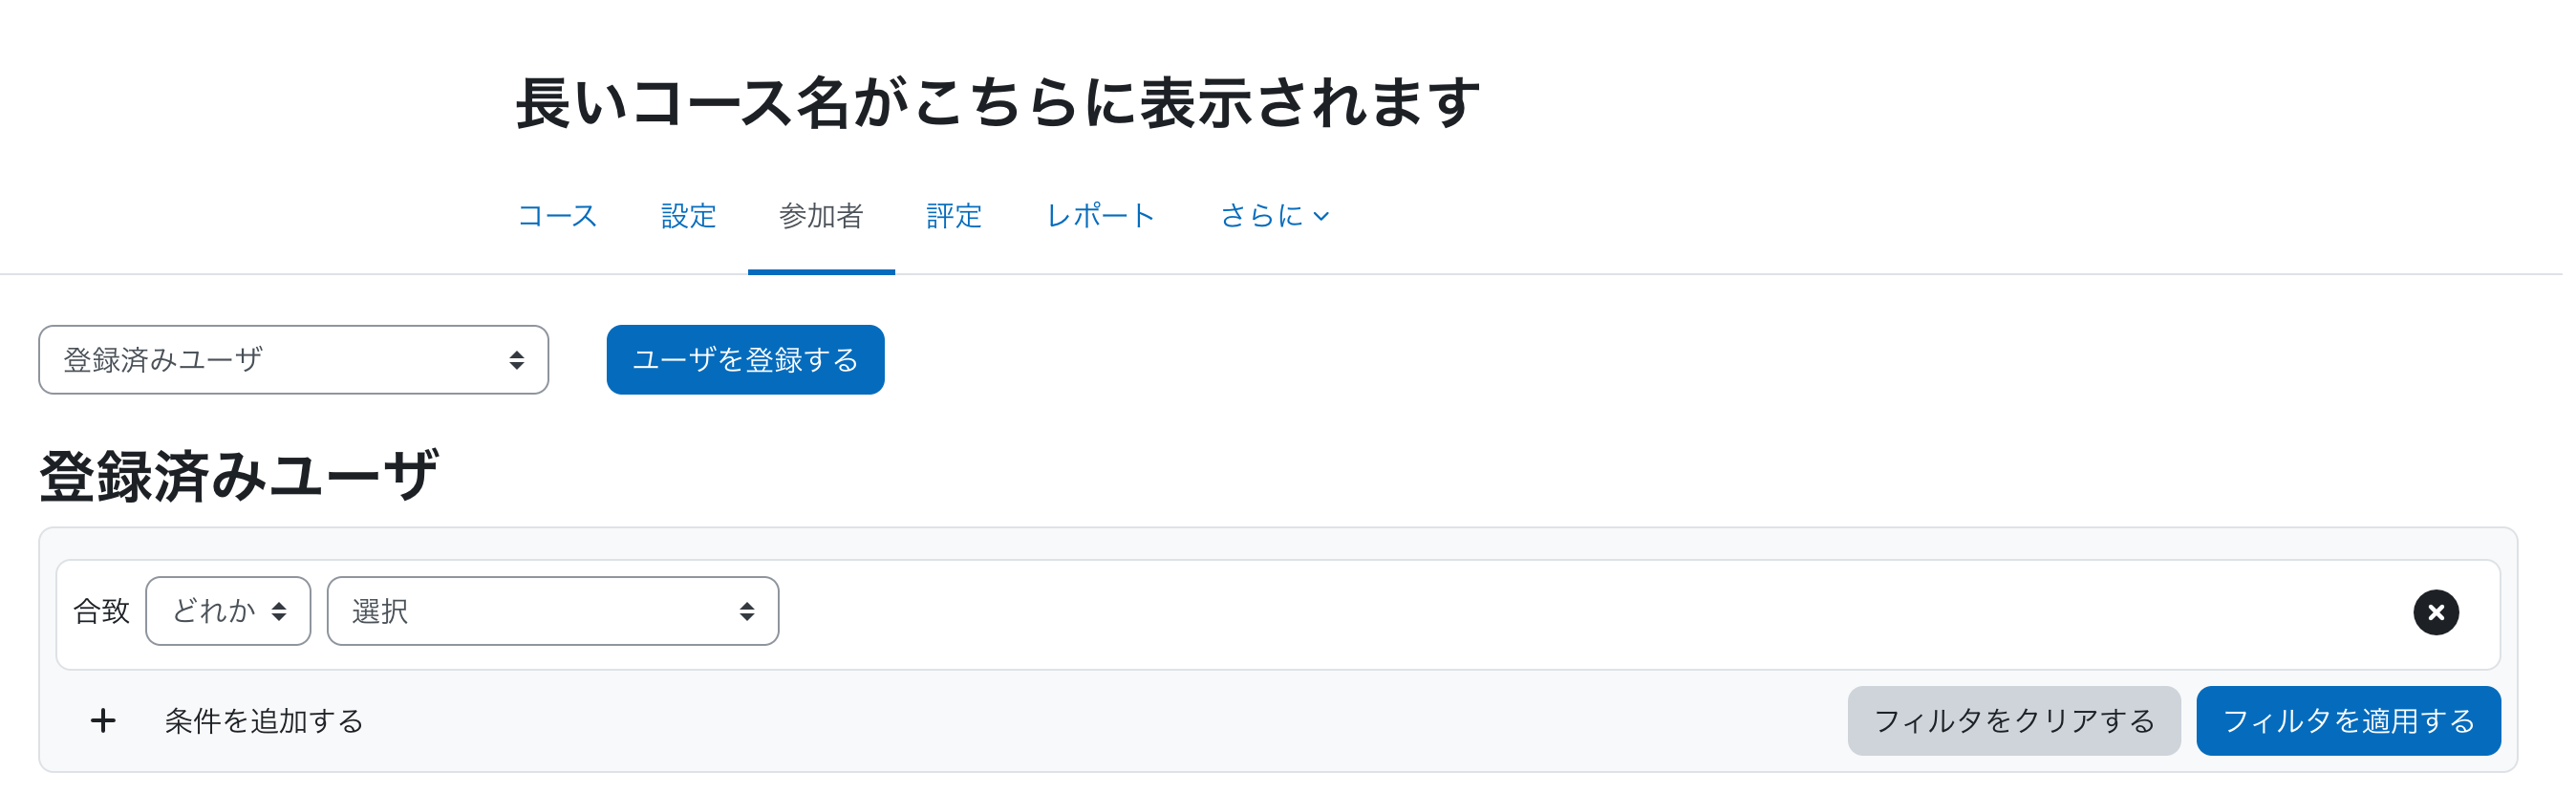 長いコース名がこちらに表示されます
コース 設定 参加者 評定 レポート さらに
登録済みユーザ ユーザを登録する
登録済みユーザ
合致 どれか 選択
条件を追加する フィルタをクリアする フィルタを適用する